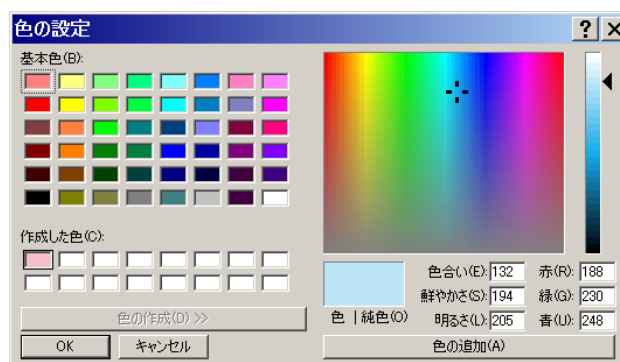 色の設定
基本色(B):
作成した色(C):
色の作成(D) >>
OK キャンセル
色 | 純色(O)
色合い(E): 132 赤(R): 188
鮮やかさ(S): 194 緑(G): 230
明るさ(L): 205 青(U): 248
色の追加(A)